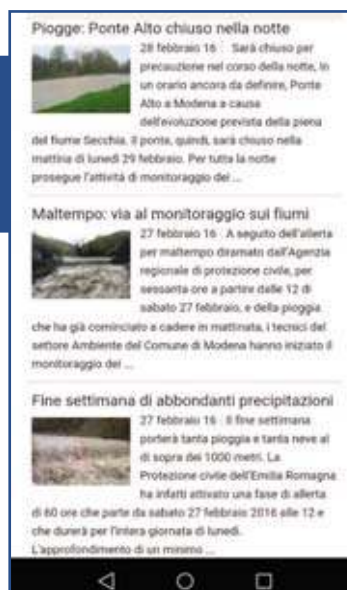 Piogge: Ponte Alto chiuso nella notte
28 febbraio 16 Sarà chiuso per
precauzione nel corso della notte, in
un orario ancora da definire, Ponte
Alto a Modena a causa
dell'evoluzione prevista della piena
del fiume Secchia. Il ponte, quindi, sarà chiuso nella
mattina di lunedì 29 febbraio. Per tutta la notte
prosegue l'attività di monitoraggio dei ...
Maltempo: via al monitoraggio sui fiumi
27 febbraio 16 A seguito dell'allerta
per maltempo diramato dall'Agenzia
regionale di protezione civile, per
sessanta ore a partire dalle 12 di
sabato 27 febbraio, e della pioggia
che ha già cominciato a cadere in mattinata, i tecnici del
settore Ambiente del Comune di Modena hanno iniziato il
monitoraggio dei ...
Fine settimana di abbondanti precipitazioni
27 febbraio 16 Il fine settimana
porterà tanta pioggia e tanta neve al
di sopra dei 1000 metri. La
Protezione civile dell'Emilia Romagna
ha infatti attivato una fase di allerta
di 60 ore che parte da sabato 27 febbraio 2016 alle 12 e
che durerà per l'intera giornata di lunedì.
L'approfondimento di un minimo ...